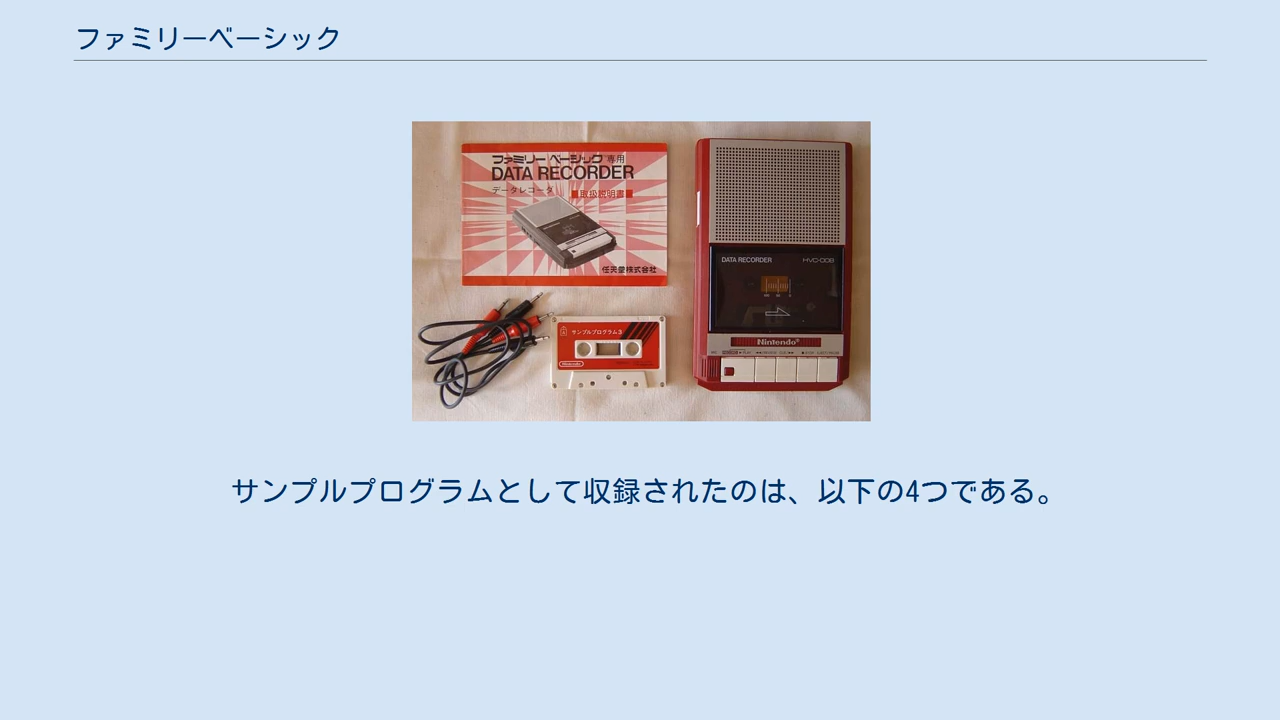 ファミリーベーシック
ファミリーベーシック 専用
DATA RECORDER
データレコーダ
■取扱説明書■
任天堂株式会社
DATA RECORDER HVC-008
サンプルプログラム3
Nintendo
Nintendo®
サンプルプログラムとして収録されたのは、以下の4つである。